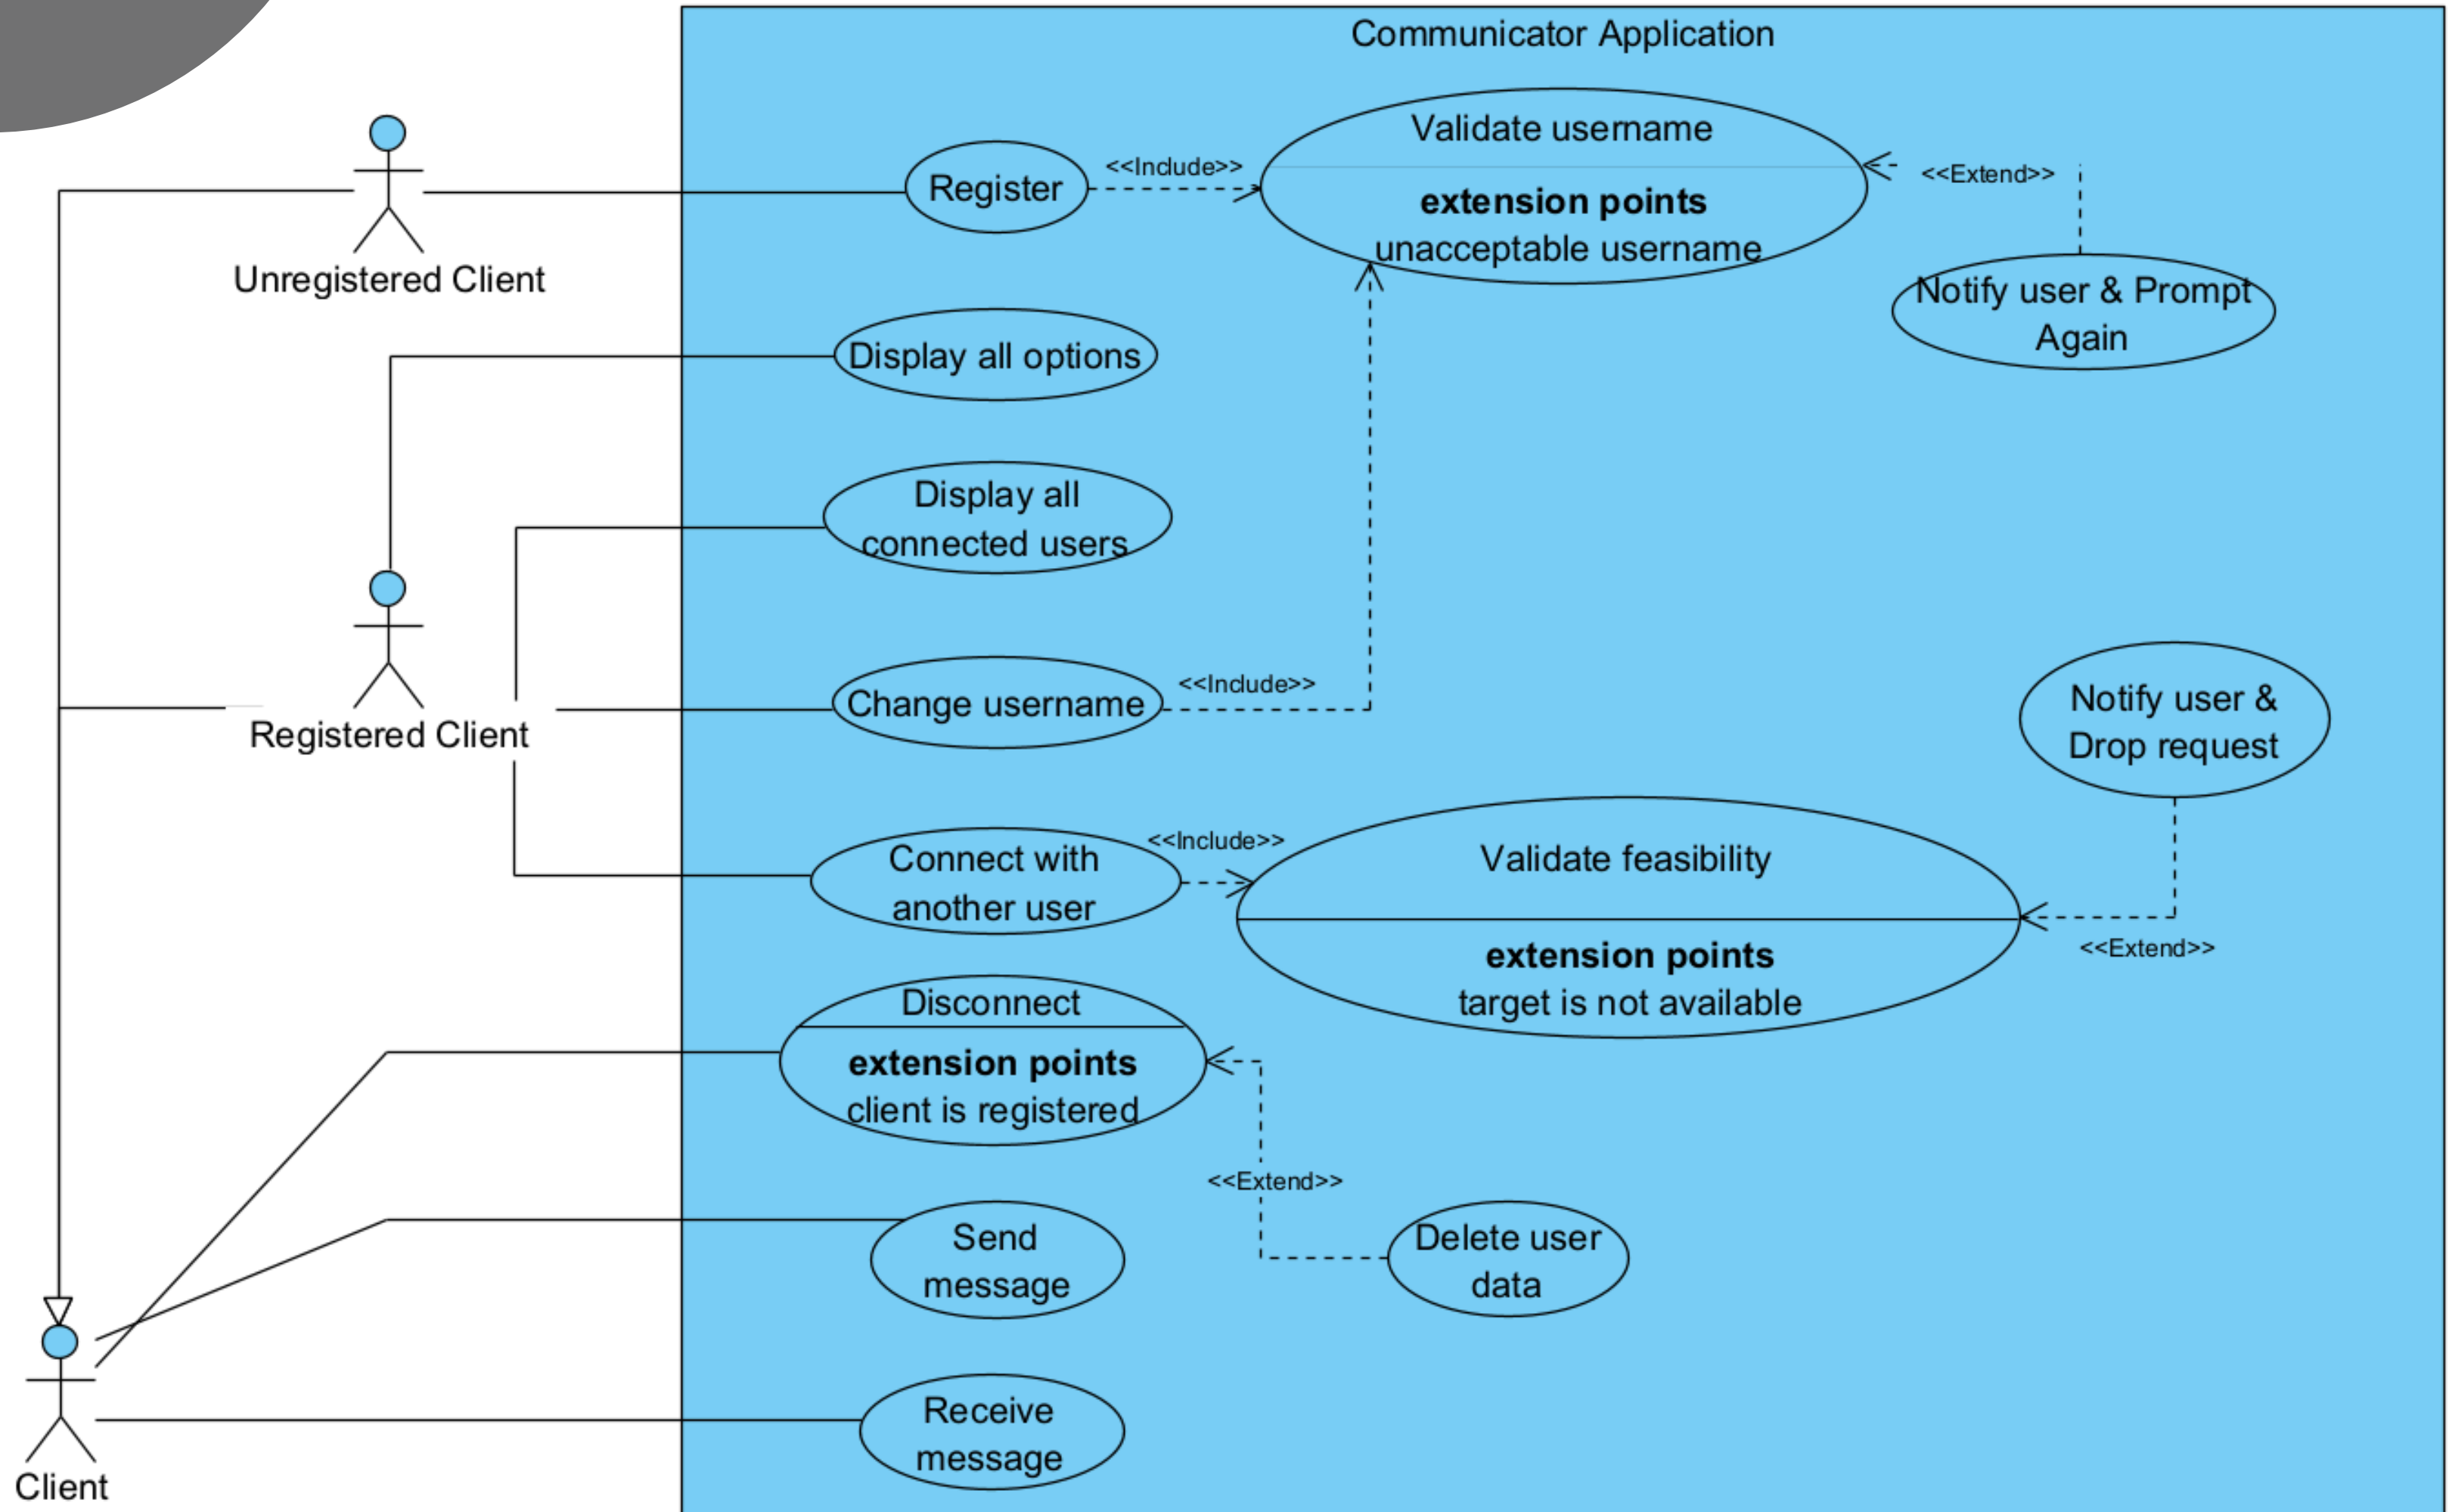 Communicator Application
Validate username
<<Include>>
<<Extend>>
Register
extension points
unacceptable username
Unregistered Client
Notify user & Prompt
Again
Display all options
Display all
connected users
Registered Client
Change username
<<Include>>
Notify user &
Drop request
Connect with
another user
<<Include>>
Validate feasibility
extension points
target is not available
<<Extend>>
Disconnect
extension points
client is registered
<<Extend>>
Send
message
Delete user
data
Receive
message
Client